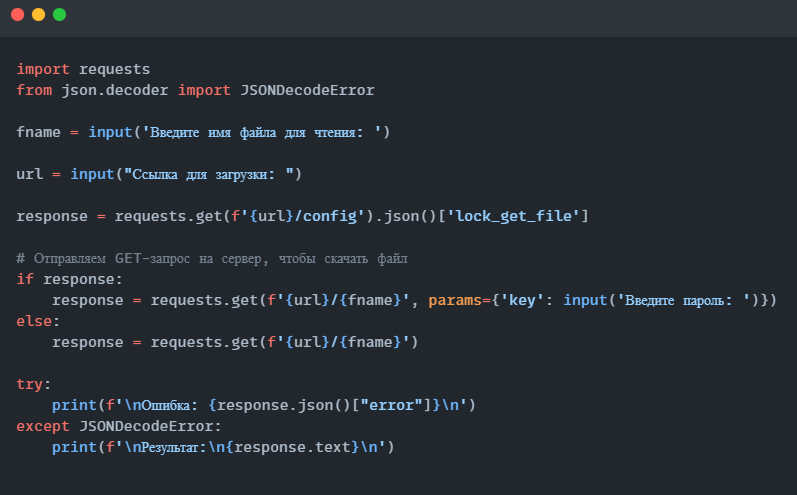 import requests
from json.decoder import JSONDecodeError
fname = input('Введите имя файла для чтения: ')
url = input("Ссылка для загрузки: ")
response = requests.get(f'{url}/config').json()['lock_get_file']
# Отправляем GET-запрос на сервер, чтобы скачать файл
if response:
    response = requests.get(f'{url}/{fname}', params={'key': input('Введите пароль: ')})
else:
    response = requests.get(f'{url}/{fname}')
try:
    print(f'\nОшибка: {response.json()["error"]}\n')
except JSONDecodeError:
    print(f'\nРезультат:\n{response.text}\n')